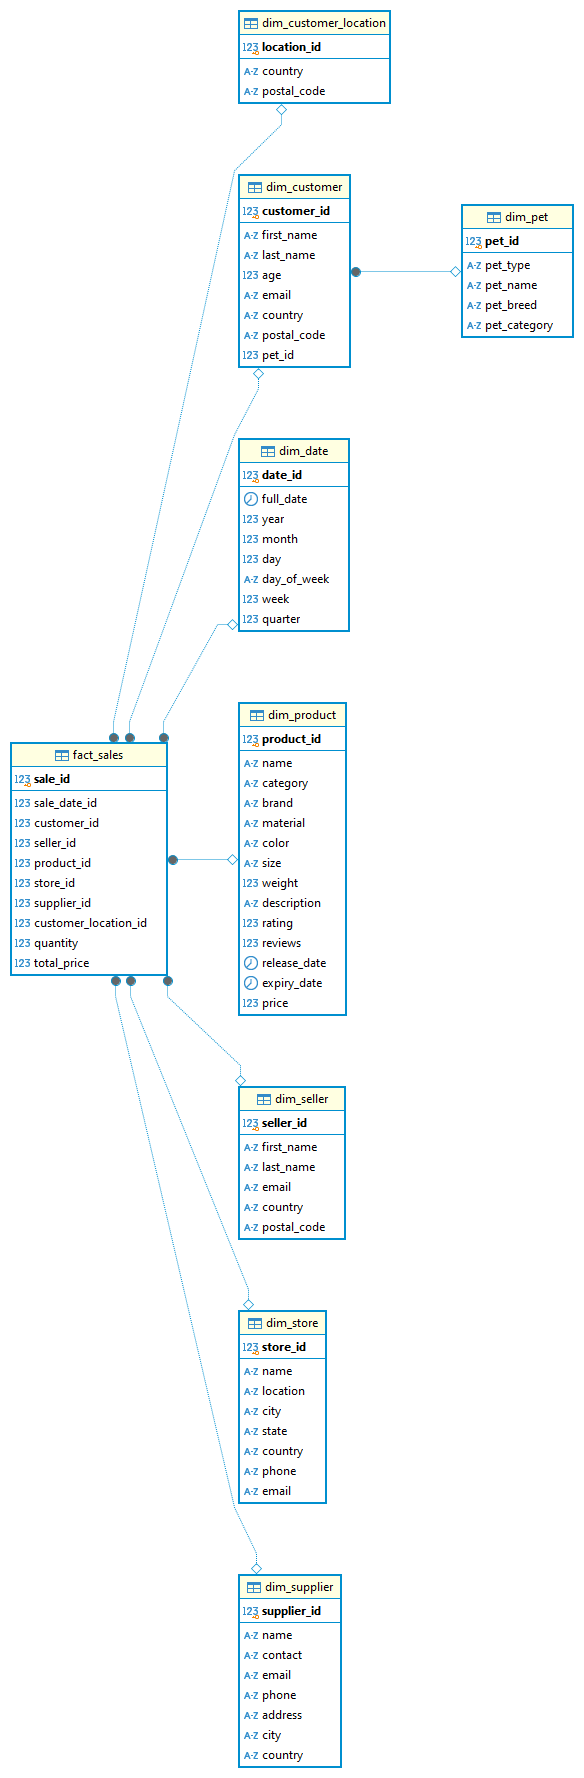 dim_customer_location
123 location_id
A-Z country
A-Z postal_code
dim_customer
123 customer_id
A-Z first_name
A-Z last_name
123 age
A-Z email
A-Z country
A-Z postal_code
123 pet_id
dim_pet
123 pet_id
A-Z pet_type
A-Z pet_name
A-Z pet_breed
A-Z pet_category
dim_date
123 date_id
full_date
123 year
123 month
123 day
A-Z day_of_week
123 week
123 quarter
dim_product
123 product_id
A-Z name
A-Z category
A-Z brand
A-Z material
A-Z color
A-Z size
123 weight
A-Z description
123 rating
123 reviews
release_date
expiry_date
123 price
fact_sales
123 sale_id
123 sale_date_id
123 customer_id
123 seller_id
123 product_id
123 store_id
123 supplier_id
123 customer_location_id
123 quantity
123 total_price
dim_seller
123 seller_id
A-Z first_name
A-Z last_name
A-Z email
A-Z country
A-Z postal_code
dim_store
123 store_id
A-Z name
A-Z location
A-Z city
A-Z state
A-Z country
A-Z phone
A-Z email
dim_supplier
123 supplier_id
A-Z name
A-Z contact
A-Z email
A-Z phone
A-Z address
A-Z city
A-Z country